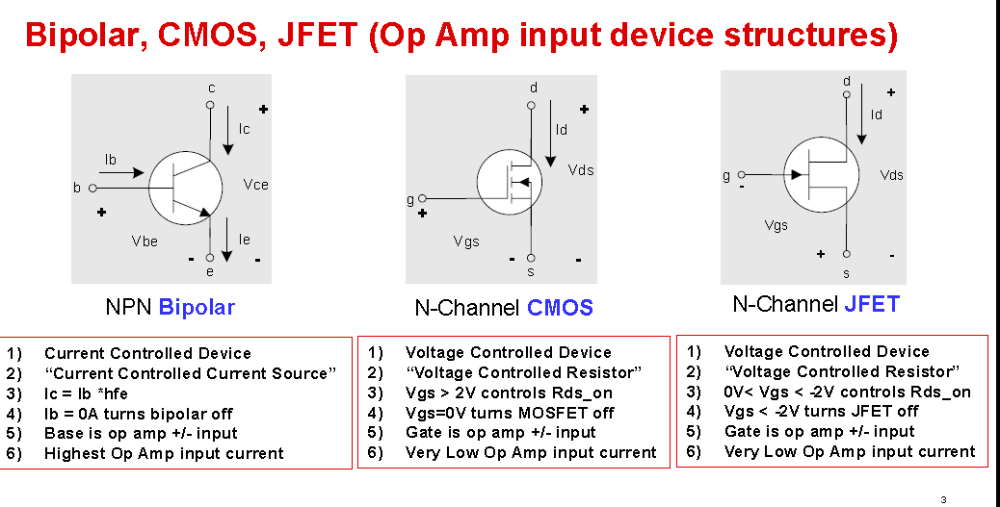 Bipolar, CMOS, JFET (Op Amp input device structures)
c
+
Ic
Ib
b
Vce
+
Vbe
Ie
-
-
e
d
+
Id
Vds
g
+
Vgs
-
-
s
d
+
Id
g
-
Vds
Vgs
+
-
s
NPN Bipolar
N-Channel CMOS
N-Channel JFET
1) Current Controlled Device
2) “Current Controlled Current Source”
3) Ic = Ib *hfe
4) Ib = 0A turns bipolar off
5) Base is op amp +/- input
6) Highest Op Amp input current
1) Voltage Controlled Device
2) “Voltage Controlled Resistor”
3) Vgs > 2V controls Rds_on
4) Vgs=0V turns MOSFET off
5) Gate is op amp +/- input
6) Very Low Op Amp input current
1) Voltage Controlled Device
2) “Voltage Controlled Resistor”
3) 0V< Vgs < -2V controls Rds_on
4) Vgs < -2V turns JFET off
5) Gate is op amp +/- input
6) Very Low Op Amp input current
3